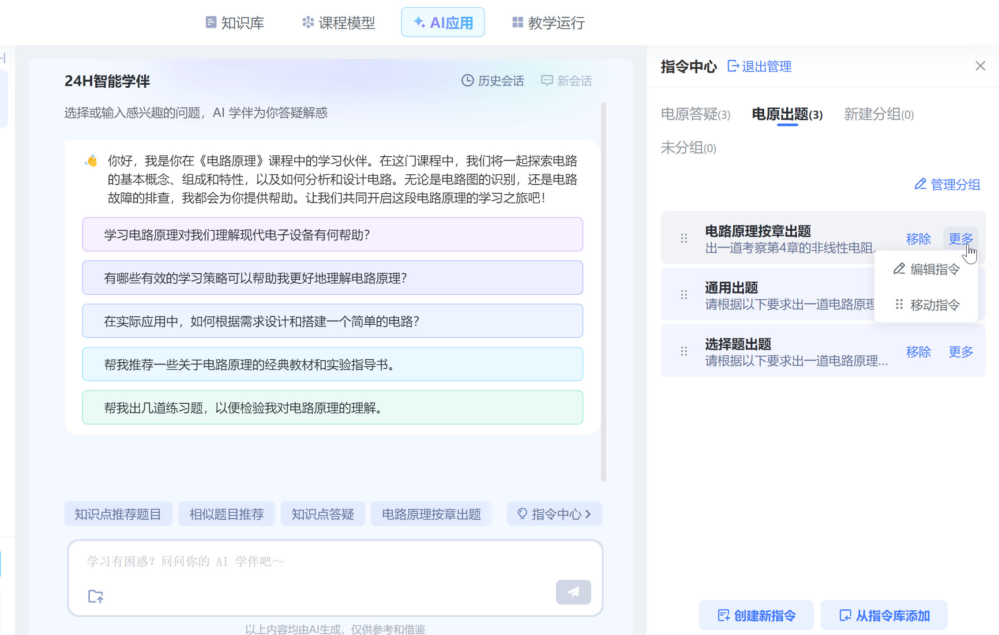 知识库
课程模型
AI应用
教学运行
24H智能学伴
历史会话
新会话
选择或输入感兴趣的问题，AI 学伴为你答疑解惑
你好，我是你在《电路原理》课程中的学习伙伴。在这门课程中，我们将一起探索电路
的基本概念、组成和特性，以及如何分析和设计电路。无论是电路图的识别，还是电路
故障的排查，我都会为你提供帮助。让我们共同开启这段电路原理的学习之旅吧！
学习电路原理对我们理解现代电子设备有何帮助？
有哪些有效的学习策略可以帮助我更好地理解电路原理？
在实际应用中，如何根据需求设计和搭建一个简单的电路？
帮我推荐一些关于电路原理的经典教材和实验指导书。
帮我出几道练习题，以便检验我对电路原理的理解。
知识点推荐题目
相似题目推荐
知识点答疑
电路原理按章出题
指令中心
学习有困惑？问问你的 AI 学伴吧～
以上内容均由AI生成，仅供参考和借鉴
指令中心
退出管理
电原答疑(3)
电原出题(3)
新建分组(0)
未分组(0)
管理分组
电路原理按章出题
出一道考察第4章的非线性电阻.
移除
更多
编辑指令
移动指令
通用出题
请根据以下要求出一道电路原理
选择题出题
请根据以下要求出一道电路原理...
移除
更多
创建新指令
从指令库添加